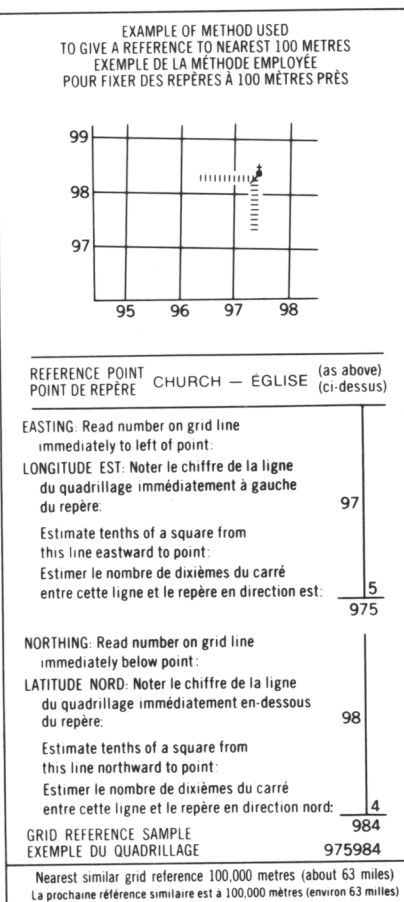 EXAMPLE OF METHOD USED
TO GIVE A REFERENCE TO NEAREST 100 METRES
EXEMPLE DE LA MÉTHODE EMPLOYÉE
POUR FIXER DES REPÈRES À 100 MÈTRES PRÈS
99
98
97
95 96 97 98
REFERENCE POINT
POINT DE REPÈRE
CHURCH — ÉGLISE
(as above)
(ci-dessus)
EASTING: Read number on grid line
immediately to left of point:
LONGITUDE EST: Noter le chiffre de la ligne
du quadrillage immédiatement à gauche
du repère: 97
Estimate tenths of a square from
this line eastward to point:
Estimer le nombre de dixièmes du carré
entre cette ligne et le repère en direction est: 5
975
NORTHING: Read number on grid line
immediately below point:
LATITUDE NORD: Noter le chiffre de la ligne
du quadrillage immédiatement en-dessous
du repère: 98
Estimate tenths of a square from
this line northward to point:
Estimer le nombre de dixièmes du carré
entre cette ligne et le repère en direction nord: 4
984
GRID REFERENCE SAMPLE
EXEMPLE DU QUADRILLAGE 975984
Nearest similar grid reference 100,000 metres (about 63 miles)
La prochaine référence similaire est à 100,000 mètres (environ 63 milles)